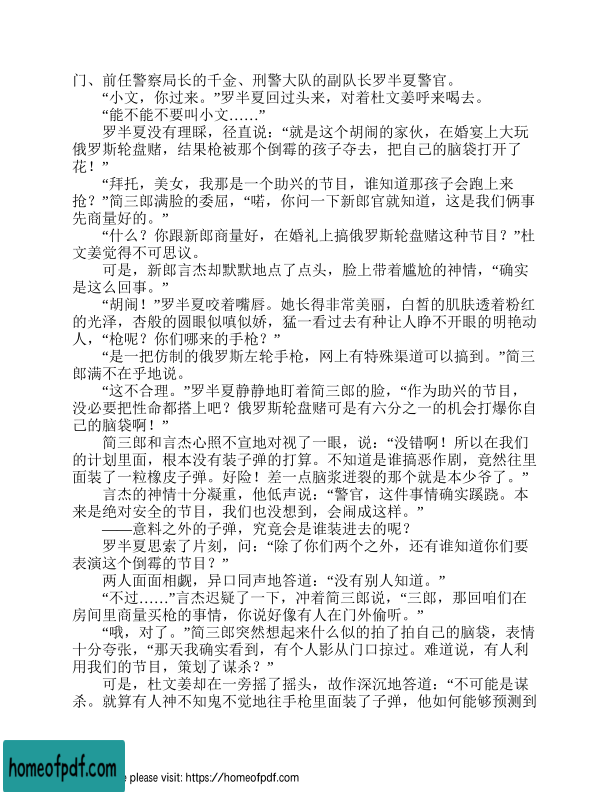 门、前任警察局长的千金、刑警大队的副队长罗半夏警官。
“小文，你过来。”罗半夏回过头来，对着杜文姜呼来喝去。
“能不能不要叫小文……”
罗半夏没有理睬，径直说：“就是这个胡闹的家伙，在婚宴上大玩
俄罗斯轮盘赌，结果枪被那个倒霉的孩子夺去，把自己的脑袋打开了
花！”
“拜托，美女，我那是一个助兴的节目，谁知道那孩子会跑上来
抢？”简三郎满脸的委屈，“喏，你问一下新郎官就知道，这是我们俩事
先商量好的。”
“什么？你跟新郎商量好，在婚礼上搞俄罗斯轮盘赌这种节目？”杜
文姜觉得不可思议。
可是，新郎言杰却默默地点了点头，脸上带着尴尬的神情，“确实
是这么回事。”
“胡闹！”罗半夏咬着嘴唇。她长得非常美丽，白皙的肌肤透着粉红
的光泽，杏般的圆眼似嗔似娇，猛一看过去有种让人睁不开眼的明艳动
人，“枪呢？你们哪来的手枪？”
“是一把仿制的俄罗斯左轮手枪，网上有特殊渠道可以搞到。”简三
郎满不在乎地说。
“这不合理。”罗半夏静静地盯着简三郎的脸，“作为助兴的节目，
没必要把性命都搭上吧？俄罗斯轮盘赌可是有六分之一的机会打爆你自
己的脑袋啊！”
简三郎和言杰心照不宣地对视了一眼，说：“没错啊！所以在我们
的计划里面，根本没有装子弹的打算。不知道是谁搞恶作剧，竟然往里
面装了一粒橡皮子弹。好险！差一点脑浆迸裂的那个就是本少爷了。”
言杰的神情十分凝重，他低声说：“警官，这件事情确实蹊跷。本
来是绝对安全的节目，我们也没想到，会闹成这样。”
——意料之外的子弹，究竟会是谁装进去的呢？
罗半夏思索了片刻，问：“除了你们两个之外，还有谁知道你们要
表演这个倒霉的节目？”
两人面面相觑，异口同声地答道：“没有别人知道。”
“不过……”言杰迟疑了一下，冲着简三郎说，“三郎，那回咱们在
房间里商量买枪的事情，你说好像有人在门外偷听。”
“哦，对了。”简三郎突然想起来什么似的拍了拍自己的脑袋，表情
十分夸张，“那天我确实看到，有个人影从门口掠过。难道说，有人利
用我们的节目，策划了谋杀？”
可是，杜文姜却在一旁摇了摇头，故作深沉地答道：“不可能是谋
杀。就算有人神不知鬼不觉地往手枪里面装了子弹，他如何能够预测到
homeofpdf.com
e please visit: https://homeofpdf.com